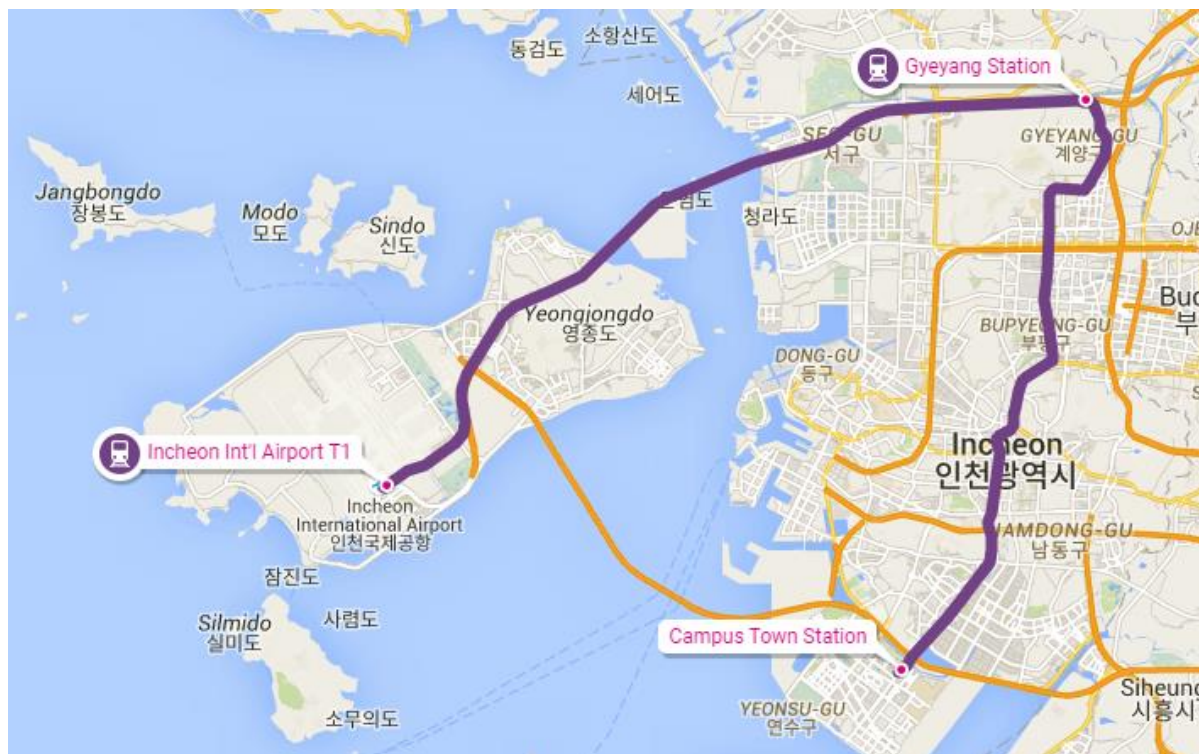 소항산도
동검도
세어도
Gyeyang Station
SEO-GU
서구
GYEYANG-GU
계양구
Jangbongdo
장봉도
Modo
모도
Sindo
신도
청라도
OJE
Yeongjongdo
영종도
BUPYEONG-GU
부평구
Buc
부
DONG-GU
동구
Incheon Int'l Airport T1
Incheon
인천광역시
Incheon
International Airport
인천국제공항
NAMDONG-GU
남동구
잠진도
Silmido
실미도
사렴도
Campus Town Station
YEONSU-GU
연수구
Siheung
시흥시
소무의도